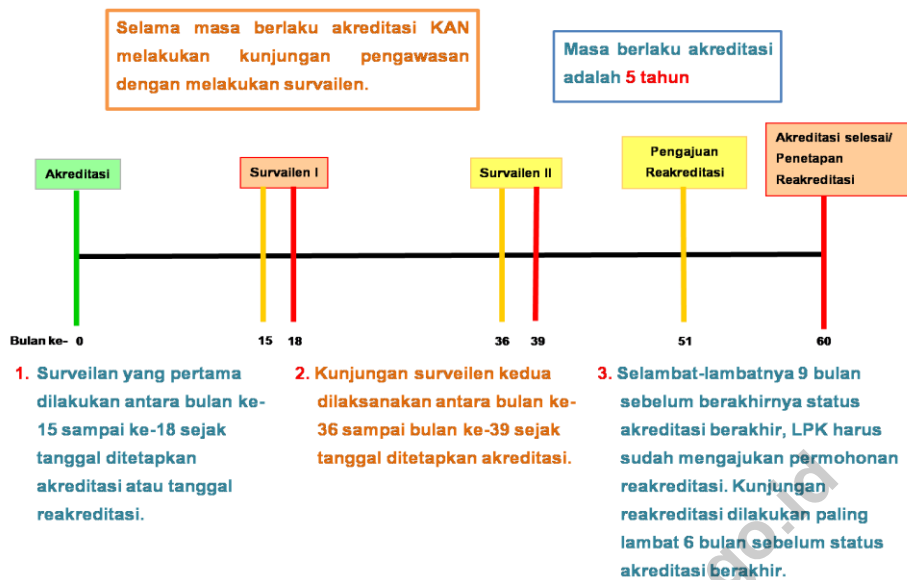 Selama masa berlaku akreditasi KAN
melakukan kunjungan pengawasan
dengan melakukan survailen.
Masa berlaku akreditasi
adalah 5 tahun
Akreditasi
Survailen I
Survailen II
Pengajuan
Reakreditasi
Akreditasi selesai/
Penetapan
Reakreditasi
Bulan ke- 0 15 18 36 39 51 60
1. Surveilan yang pertama
dilakukan antara bulan ke-
15 sampai ke-18 sejak
tanggal ditetapkan
akreditasi atau tanggal
reakreditasi.
2. Kunjungan surveilen kedua
dilaksanakan antara bulan ke-
36 sampai bulan ke-39 sejak
tanggal ditetapkan akreditasi.
3. Selambat-lambatnya 9 bulan
sebelum berakhirnya status
akreditasi berakhir, LPK harus
sudah mengajukan permohonan
reakreditasi. Kunjungan
reakreditasi dilakukan paling
lambat 6 bulan sebelum status
akreditasi berakhir.
go.id